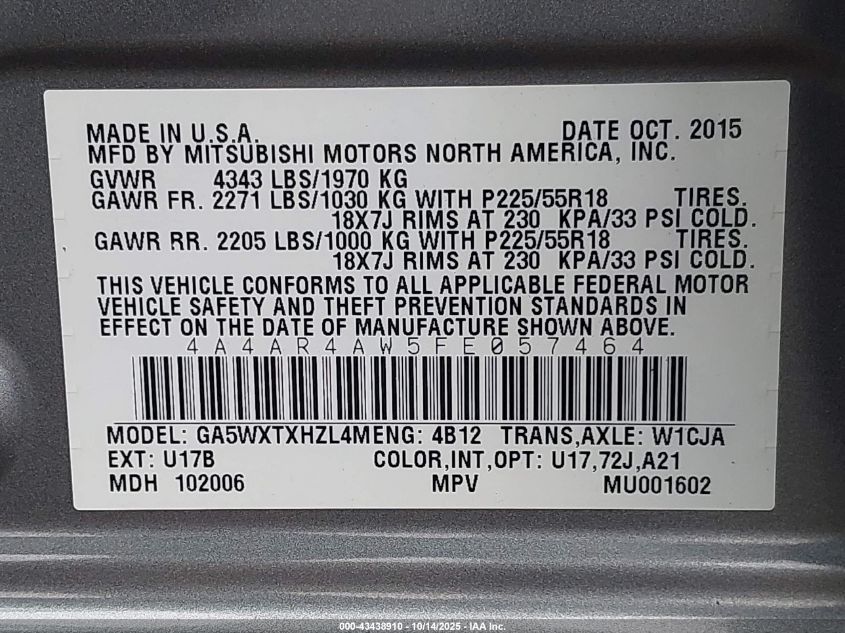 MADE IN U.S.A. DATE OCT. 2015
MFD BY MITSUBISHI MOTORS NORTH AMERICA, INC.
GVWR 4343 LBS/1970 KG
GAWR FR. 2271 LBS/1030 KG WITH P225/55R18 TIRES.
18X7J RIMS AT 230 KPA/33 PSI COLD.
GAWR RR. 2205 LBS/1000 KG WITH P225/55R18 TIRES.
18X7J RIMS AT 230 KPA/33 PSI COLD.
THIS VEHICLE CONFORMS TO ALL APPLICABLE FEDERAL MOTOR
VEHICLE SAFETY AND THEFT PREVENTION STANDARDS IN
EFFECT ON THE DATE OF MANUFACTURE SHOWN ABOVE.
4A4AR4AW5FE057464
MODEL: GA5WXTXHZL4MENG: 4B12 TRANS,AXLE: W1CJA
EXT: U17B COLOR,INT,OPT: U17,72J,A21
MDH 102006 MPV MU001602
000-43438910 - 10/14/2025 - IAA Inc.